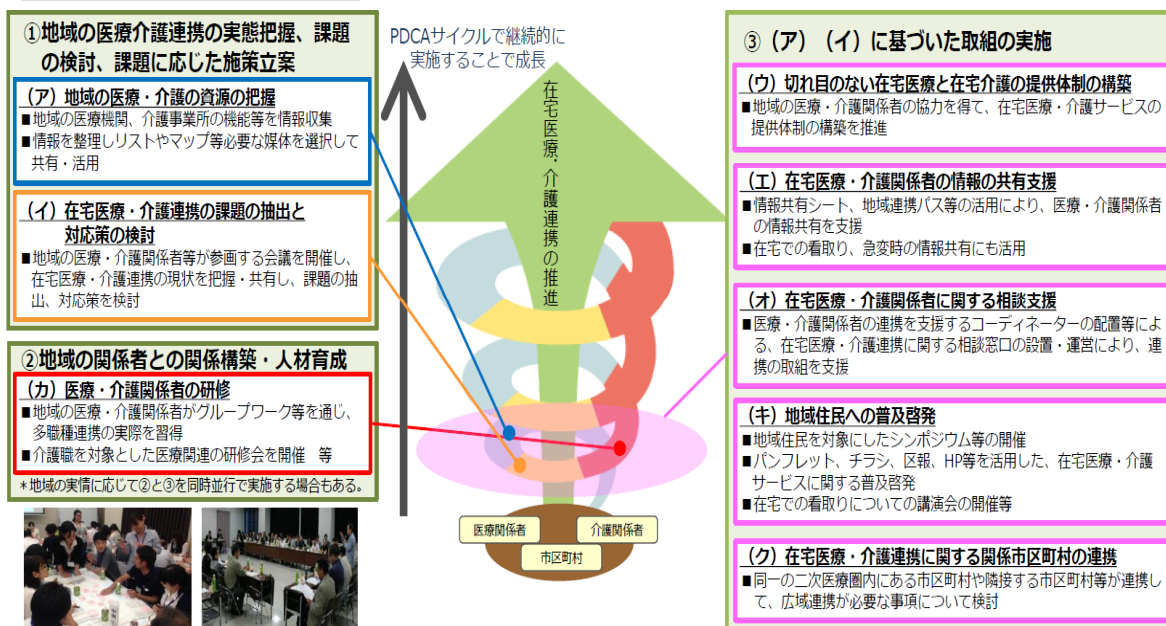 ①地域の医療介護連携の実態把握、課題
の検討、課題に応じた施策立案
(ア)地域の医療・介護の資源の把握
■地域の医療機関、介護事業所の機能等を情報収集
■情報を整理しリストやマップ等必要な媒体を選択して
共有・活用
(イ)在宅医療・介護連携の課題の抽出と
対応策の検討
■地域の医療・介護関係者等が参画する会議を開催し、
在宅医療・介護連携の現状を把握・共有し、課題の抽
出、対応策を検討
②地域の関係者との関係構築・人材育成
(カ)医療・介護関係者の研修
■地域の医療・介護関係者がグループワーク等を通じ、
多職種連携の実際を習得
■介護職を対象とした医療関連の研修会を開催 等
*地域の実情に応じて②と③を同時並行で実施する場合もある。
PDCAサイクルで継続的に
実施することで成長
在宅医療、介護連携の推進
医療関係者
介護関係者
市区町村
③(ア)(イ)に基づいた取組の実施
(ウ)切れ目のない在宅医療と在宅介護の提供体制の構築
■地域の医療・介護関係者の協力を得て、在宅医療・介護サービスの
提供体制の構築を推進
(エ)在宅医療・介護関係者の情報の共有支援
■情報共有シート、地域連携パス等の活用により、医療・介護関係者
の情報共有を支援
■在宅での看取り、急変時の情報共有にも活用
(オ)在宅医療・介護関係者に関する相談支援
■医療・介護関係者の連携を支援するコーディネーターの配置等によ
る、在宅医療・介護連携に関する相談窓口の設置・運営により、連
携の取組を支援
(キ)地域住民への普及啓発
■地域住民を対象にしたシンポジウム等の開催
■パンフレット、チラシ、区報、HP等を活用した、在宅医療・介護
サービスに関する普及啓発
■在宅での看取りについての講演会の開催等
(ク)在宅医療・介護連携に関する関係市区町村の連携
■同一の二次医療圏内にある市区町村や隣接する市区町村等が連携し
て、広域連携が必要な事項について検討